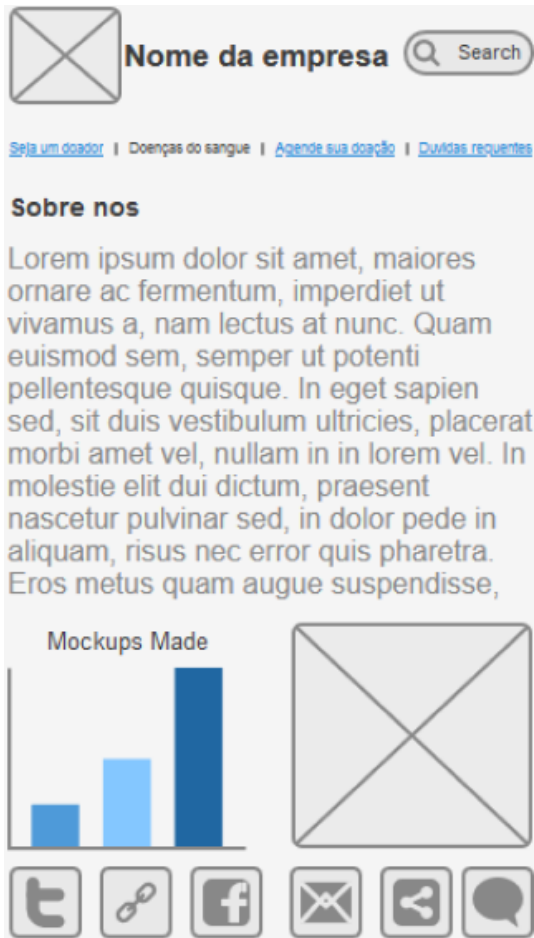 Nome da empresa
Search
Seja um doador | Doenças do sangue | Agende sua doação | Duvidas requentes
Sobre nos
Lorem ipsum dolor sit amet, maiores
ornare ac fermentum, imperdiet ut
vivamus a, nam lectus at nunc. Quam
euismod sem, semper ut potenti
pellentesque quisque. In eget sapien
sed, sit duis vestibulum ultricies, placerat
morbi amet vel, nullam in in lorem vel. In
molestie elit dui dictum, praesent
nascetur pulvinar sed, in dolor pede in
aliquam, risus nec error quis pharetra.
Eros metus quam augue suspendisse,
Mockups Made